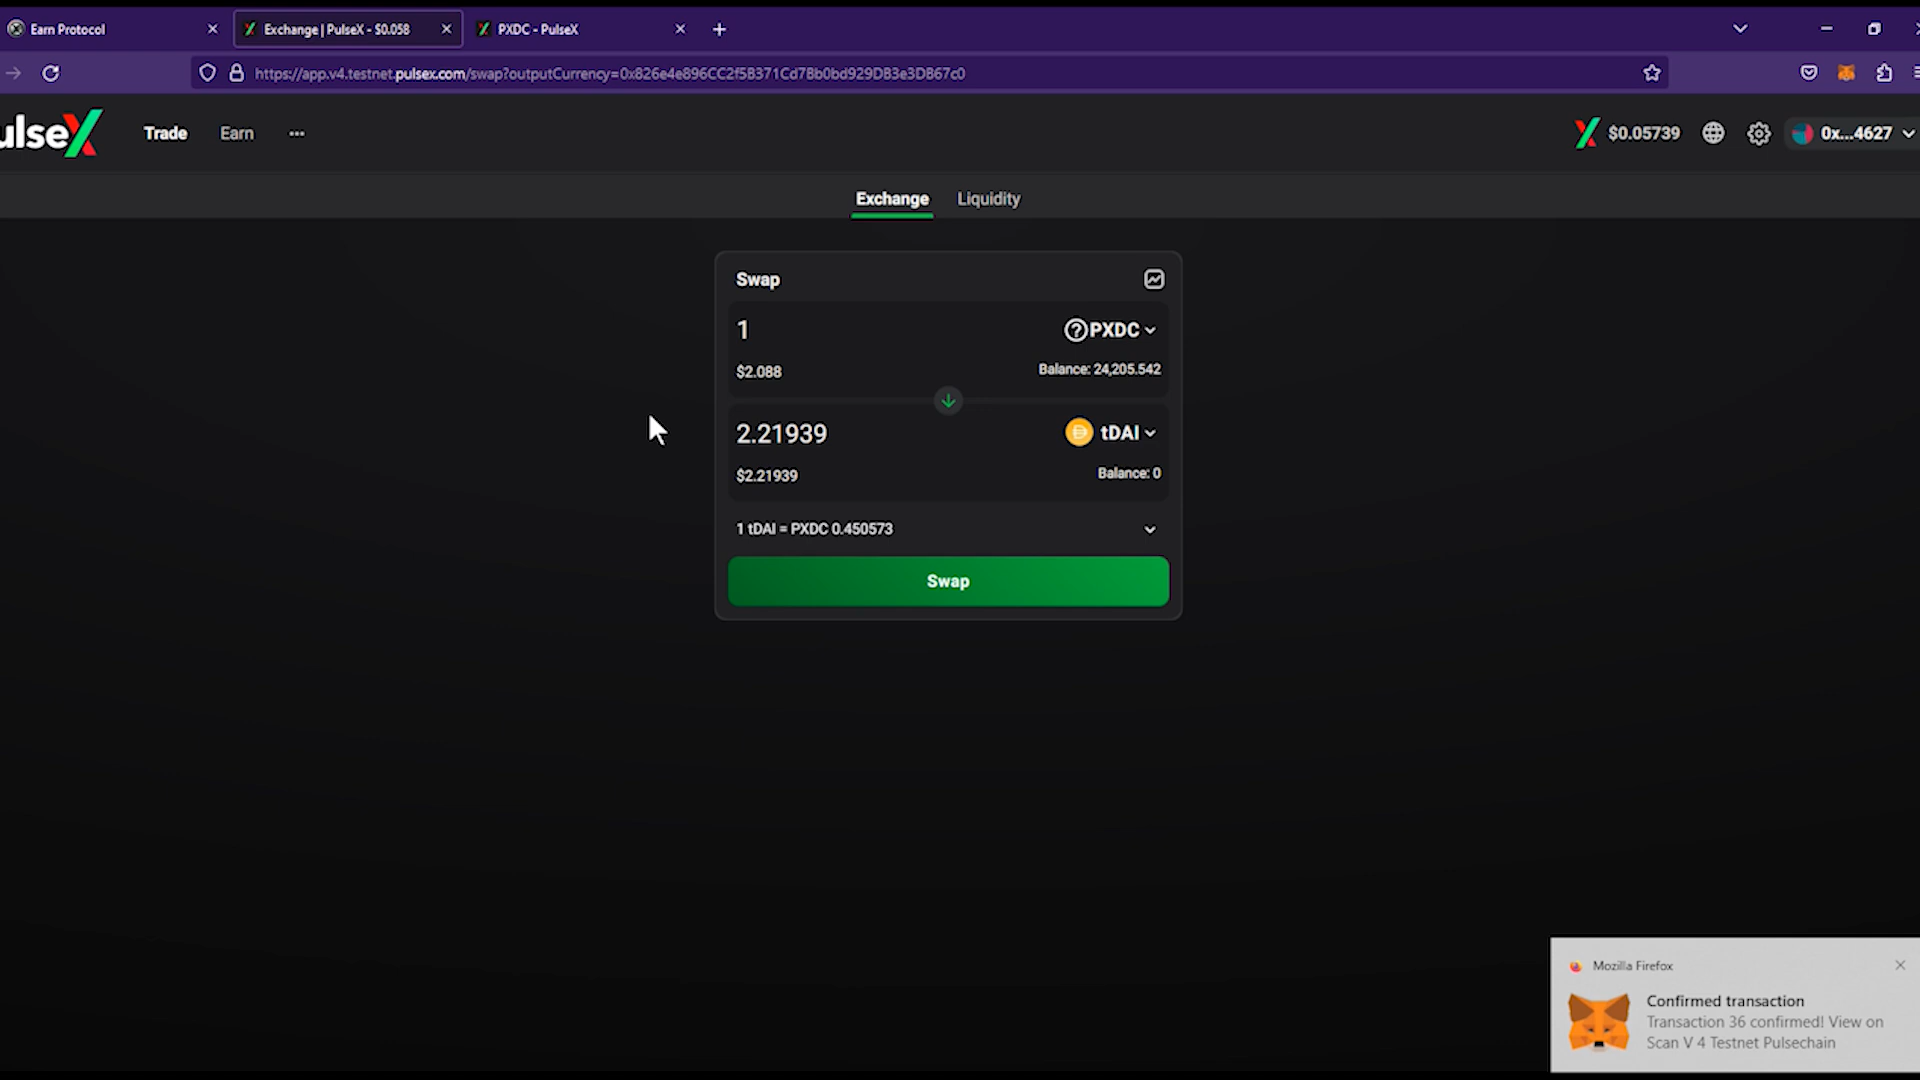 Earn Protocol
Exchange | PulseX - $0.058
PXDC - PulseX
https://app.v4.testnet.pulsex.com/swap?outputCurrency=0x826e4e896CC2f5B371Cd7Bb0bd929DB3e3DB67c0
ulseX
Trade
Earn
$0.05739
0x...4627
Exchange
Liquidity
Swap
1
PXDC
$2.088
Balance: 24,205.542
2.21939
tDAI
$2.21939
Balance: 0
1 tDAI = PXDC 0.450573
Swap
Mozilla Firefox
Confirmed transaction
Transaction 36 confirmed! View on
Scan V 4 Testnet Pulsechain